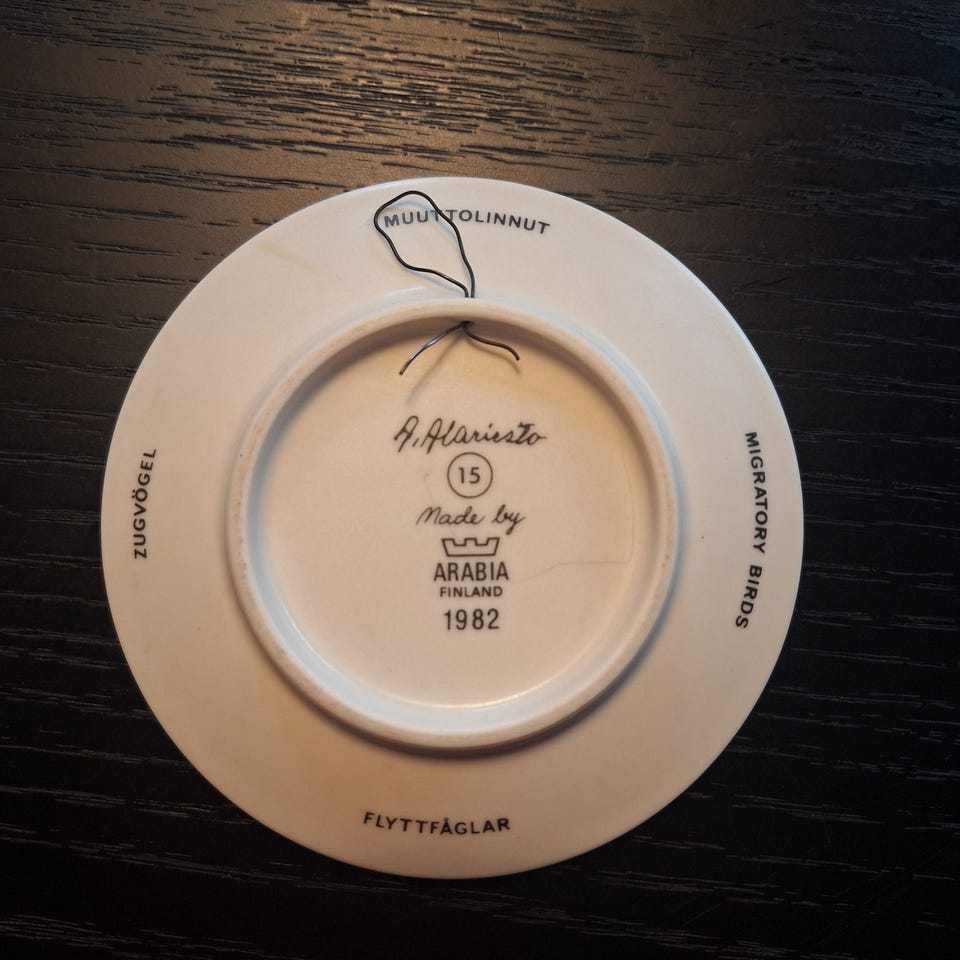 MUUTTOLINNUT
ZUGVÖGEL
A. Alariesto
15
Made by
ARABIA
FINLAND
1982
MIGRATORY BIRDS
FLYTTFÅGLAR